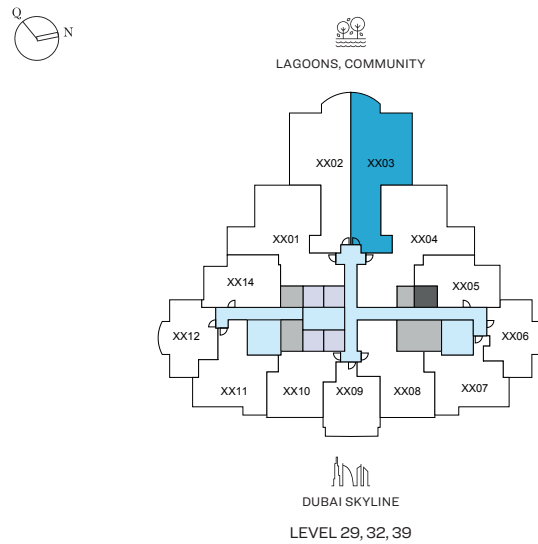 Q
N
LAGOONS, COMMUNITY
XX02
XX03
XX01
XX04
XX14
XX05
XX12
XX06
XX11
XX10
XX09
XX08
XX07
DUBAI SKYLINE
LEVEL 29, 32, 39